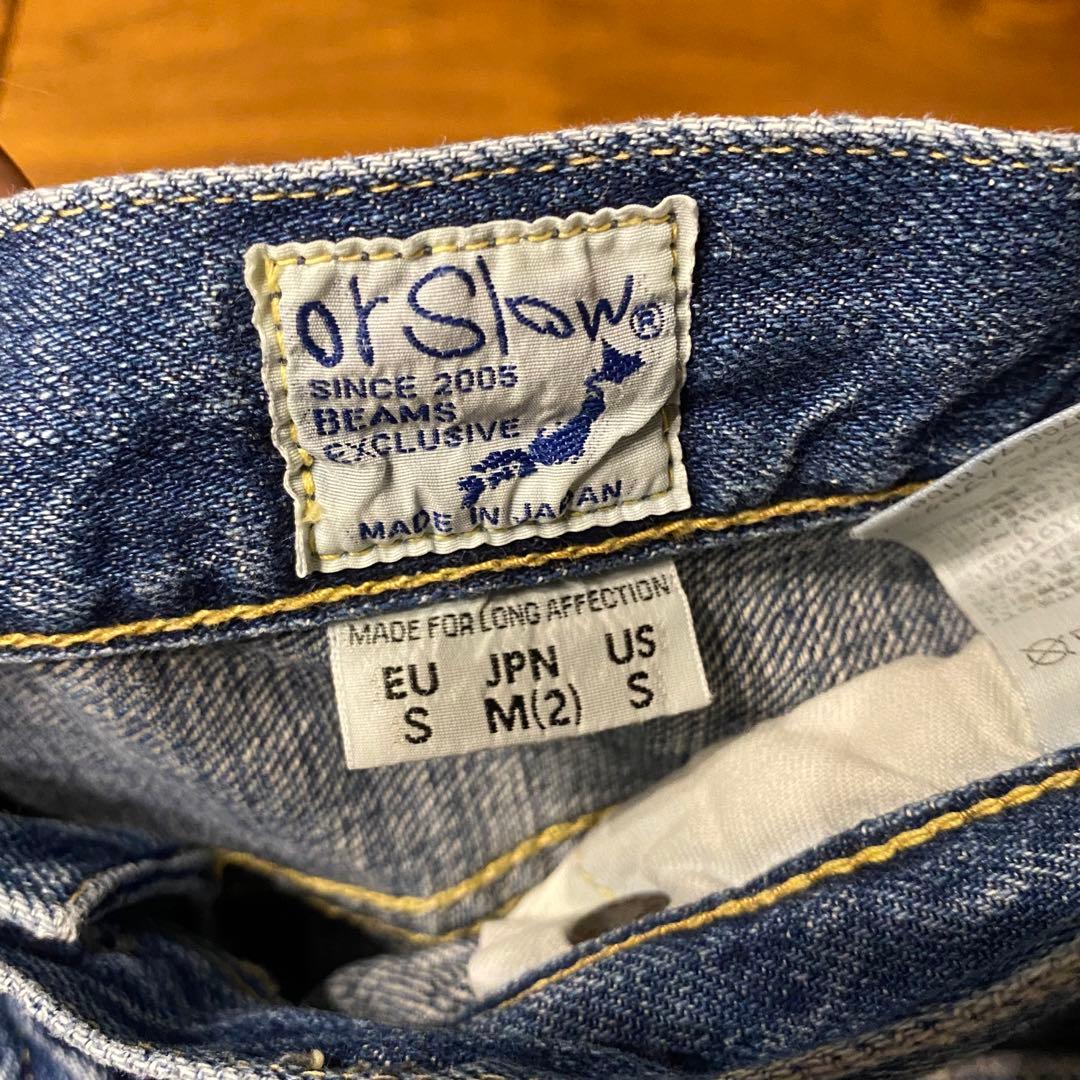 orSlow®
SINCE 2005
BEAMS
EXCLUSIVE
MADE IN JAPAN
MADE FOR LONG AFFECTION
EU JPN US
S M(2) S